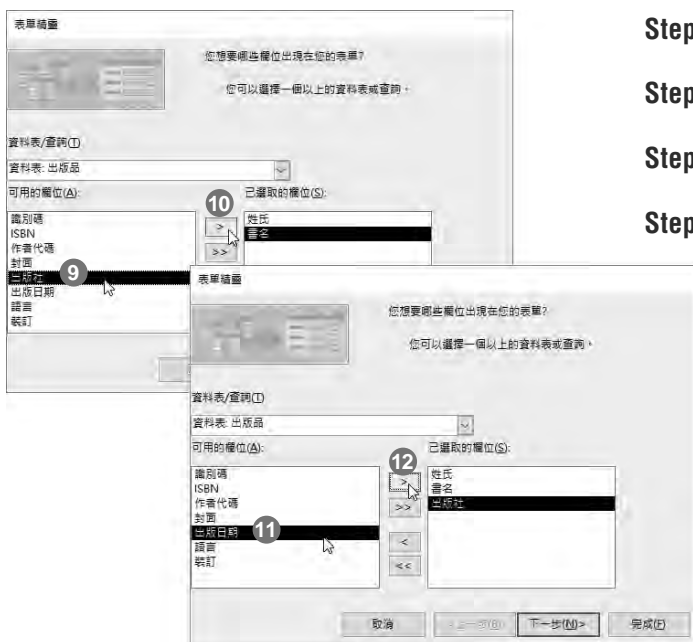 表單精靈
您想要哪些欄位出現在您的表單?
您可以選擇一個以上的資料表或查詢。
資料表/查詢(T)
資料表: 出版品
可用的欄位(A):
已選取的欄位(S):
10
>
>>
識別碼
ISBN
作者代碼
封面
出版社
9
出版日期
語言
裝訂
姓氏
書名
表單精靈
您想要哪些欄位出現在您的表單?
您可以選擇一個以上的資料表或查詢。
資料表/查詢(T)
資料表: 出版品
可用的欄位(A):
已選取的欄位(S):
12
>
>>
<
<<
識別碼
ISBN
作者代碼
封面
出版日期
11
語言
裝訂
姓氏
書名
出版社
取消
下一步(N)>
完成(F)
Step
Step
Step
Step